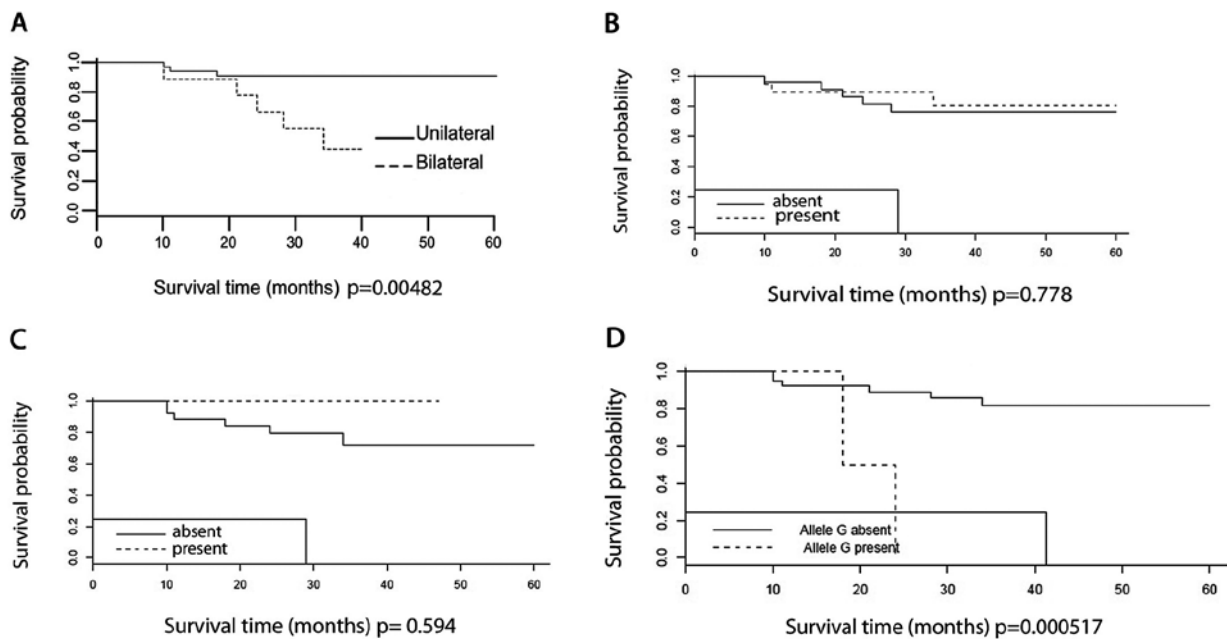 A
Survival probability
1.0
0.8
0.6
0.4
0.2
0.0
Unilateral
Bilateral
0 10 20 30 40 50 60
Survival time (months) p=0.00482
B
Survival probability
1.0
0.8
0.6
0.4
0.2
0.0
absent
present
0 10 20 30 40 50 60
Survival time (months) p=0.778
C
Survival probability
1.0
0.8
0.6
0.4
0.2
0.0
absent
present
0 10 20 30 40 50 60
Survival time (months) p= 0.594
D
Survival probability
1.0
0.8
0.6
0.4
0.2
0.0
Allele G absent
Allele G present
0 10 20 30 40 50 60
Survival time (months) p=0.000517